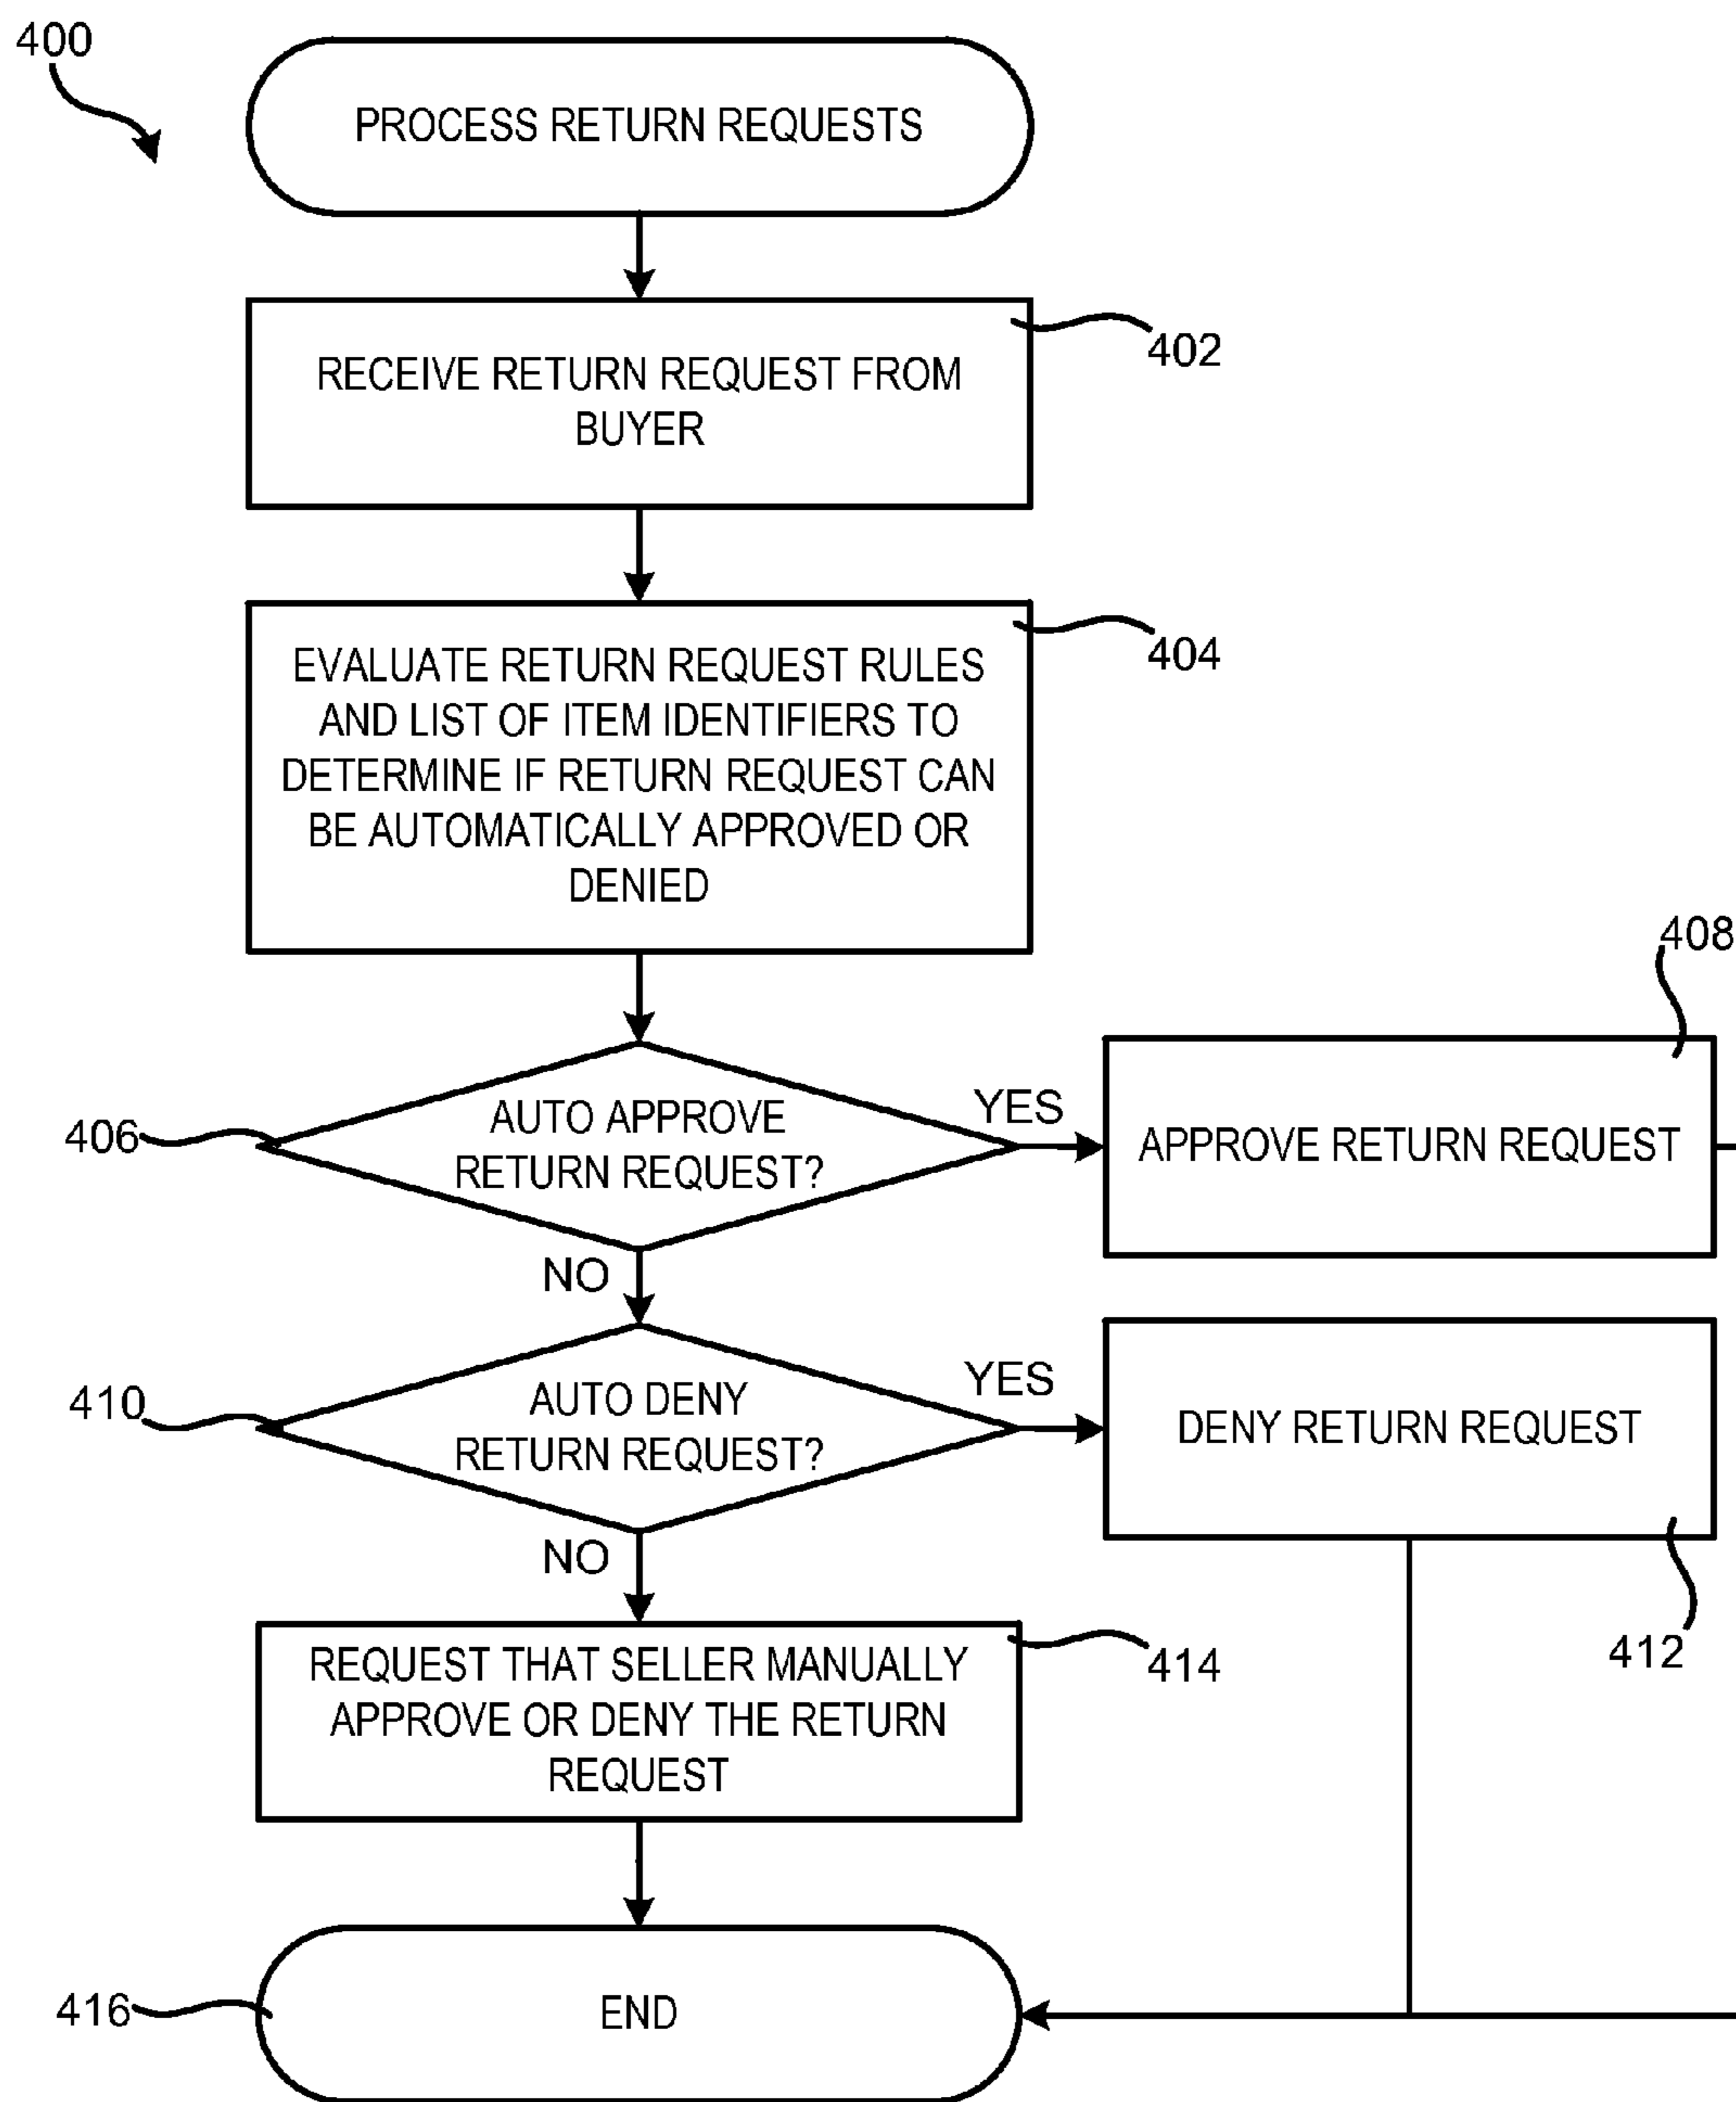 400
PROCESS RETURN REQUESTS
402
RECEIVE RETURN REQUEST FROM
BUYER
404
EVALUATE RETURN REQUEST RULES
AND LIST OF ITEM IDENTIFIERS TO
DETERMINE IF RETURN REQUEST CAN
BE AUTOMATICALLY APPROVED OR
DENIED
406
AUTO APPROVE
RETURN REQUEST?
YES
408
APPROVE RETURN REQUEST
NO
410
AUTO DENY
RETURN REQUEST?
YES
DENY RETURN REQUEST
412
NO
414
REQUEST THAT SELLER MANUALLY
APPROVE OR DENY THE RETURN
REQUEST
416
END